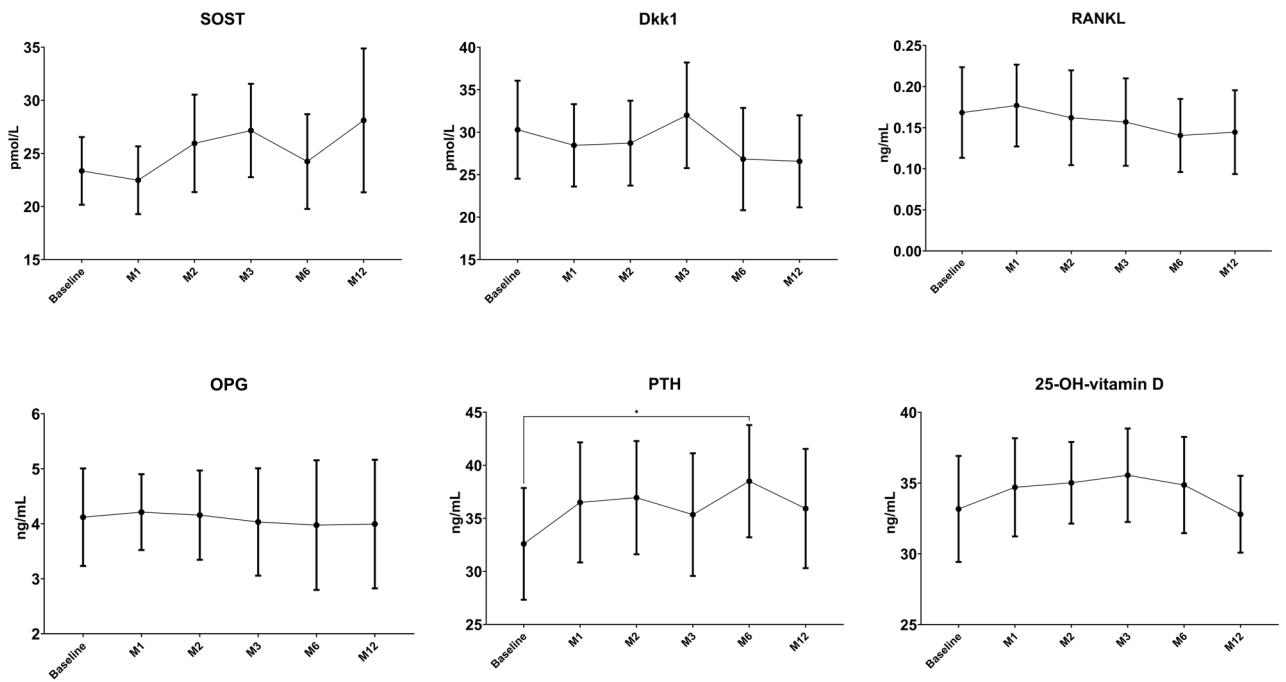 SOST
35
30
25
20
15
pmol/L
Baseline
M1
M2
M3
M6
M12
Dkk1
40
35
30
25
20
15
pmol/L
Baseline
M1
M2
M3
M6
M12
RANKL
0.25
0.20
0.15
0.10
0.05
0.00
ng/mL
Baseline
M1
M2
M3
M6
M12
OPG
6
5
4
3
2
ng/mL
Baseline
M1
M2
M3
M6
M12
PTH
*
45
40
35
30
25
ng/mL
Baseline
M1
M2
M3
M6
M12
25-OH-vitamin D
40
35
30
25
ng/mL
Baseline
M1
M2
M3
M6
M12